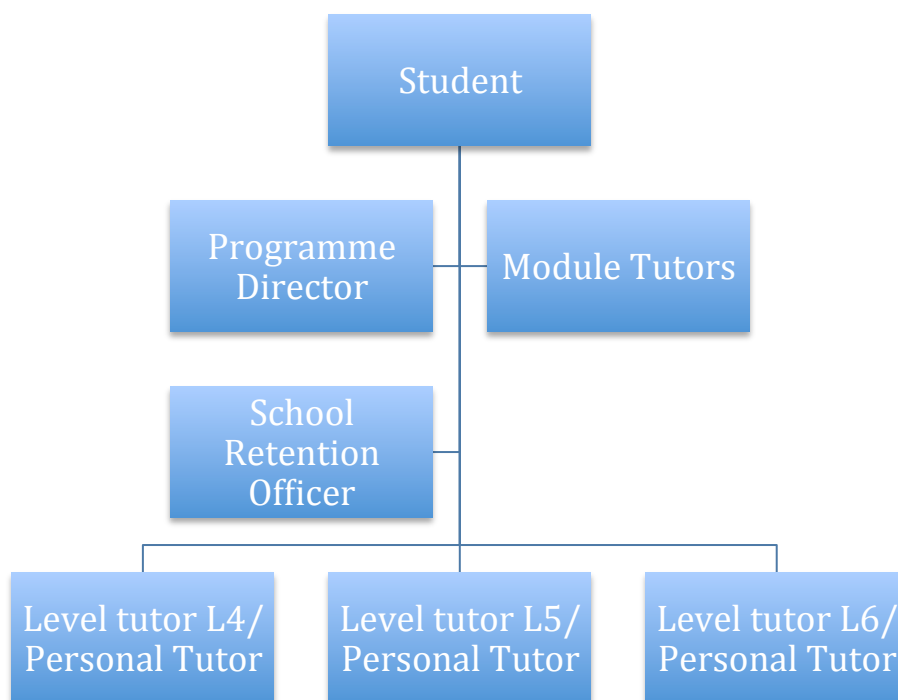 Student
Programme
Director
Module Tutors
School
Retention
Officer
Level tutor L4/
Personal Tutor
Level tutor L5/
Personal Tutor
Level tutor L6/
Personal Tutor